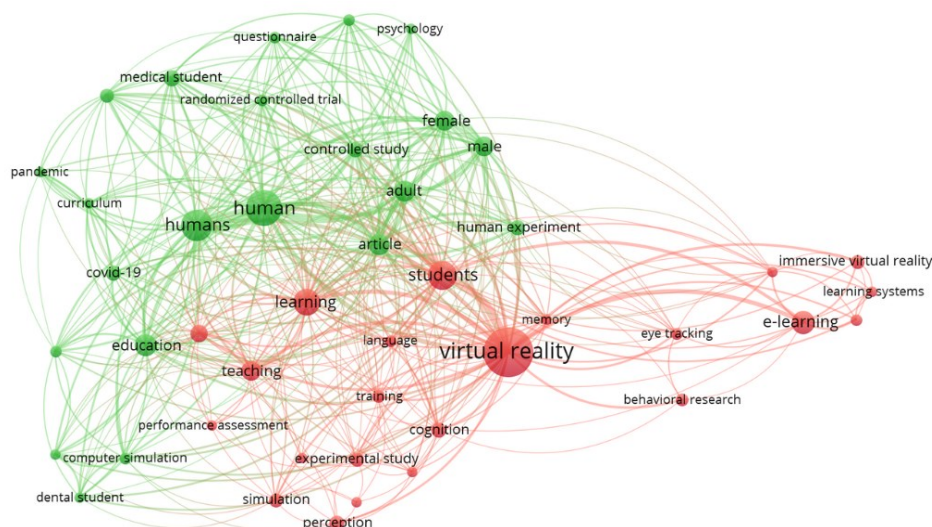 psychology
questionnaire
medical student
randomized controlled trial
female
controlled study
male
pandemic
adult
curriculum
human
humans
human experiment
article
covid-19
students
immersive virtual reality
learning systems
learning
memory
e-learning
eye tracking
language
education
virtual reality
teaching
training
behavioral research
performance assessment
cognition
computer simulation
experimental study
dental student
simulation
perception